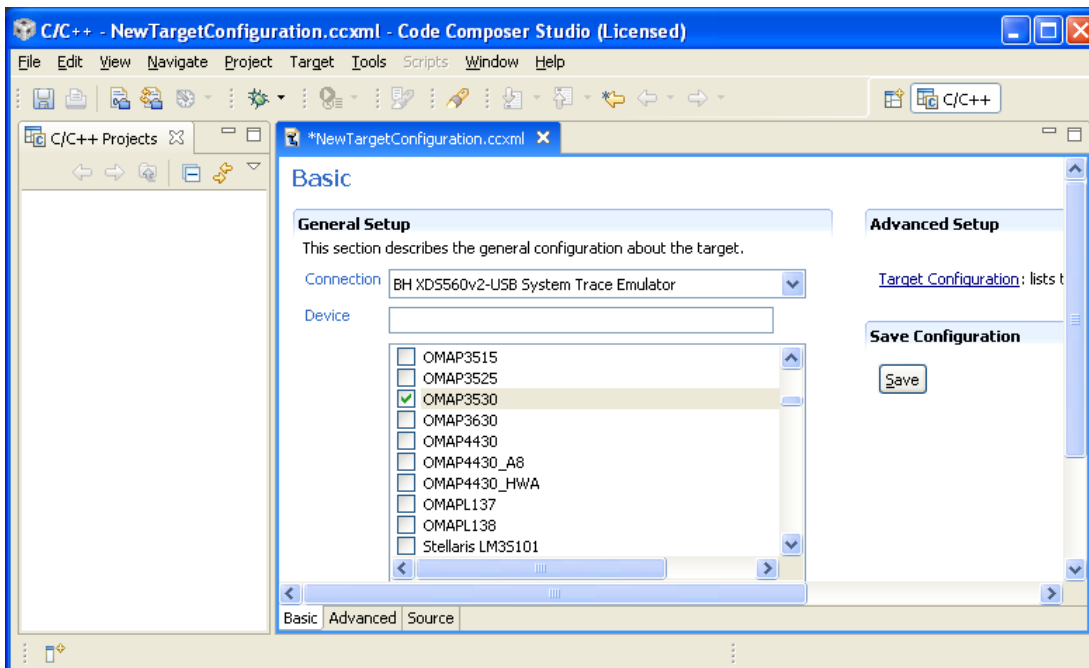 C/C++ - NewTargetConfiguration.ccxml - Code Composer Studio (Licensed)
File Edit View Navigate Project Target Tools Scripts Window Help
C/C++
C/C++ Projects
*NewTargetConfiguration.ccxml
Basic
General Setup
This section describes the general configuration about the target.
Connection BH XDS560v2-USB System Trace Emulator
Device
OMAP3515
OMAP3525
OMAP3530
OMAP3630
OMAP4430
OMAP4430_A8
OMAP4430_HWA
OMAPL137
OMAPL138
Stellaris LM3S101
Advanced Setup
Target Configuration: lists t
Save Configuration
Save
Basic Advanced Source